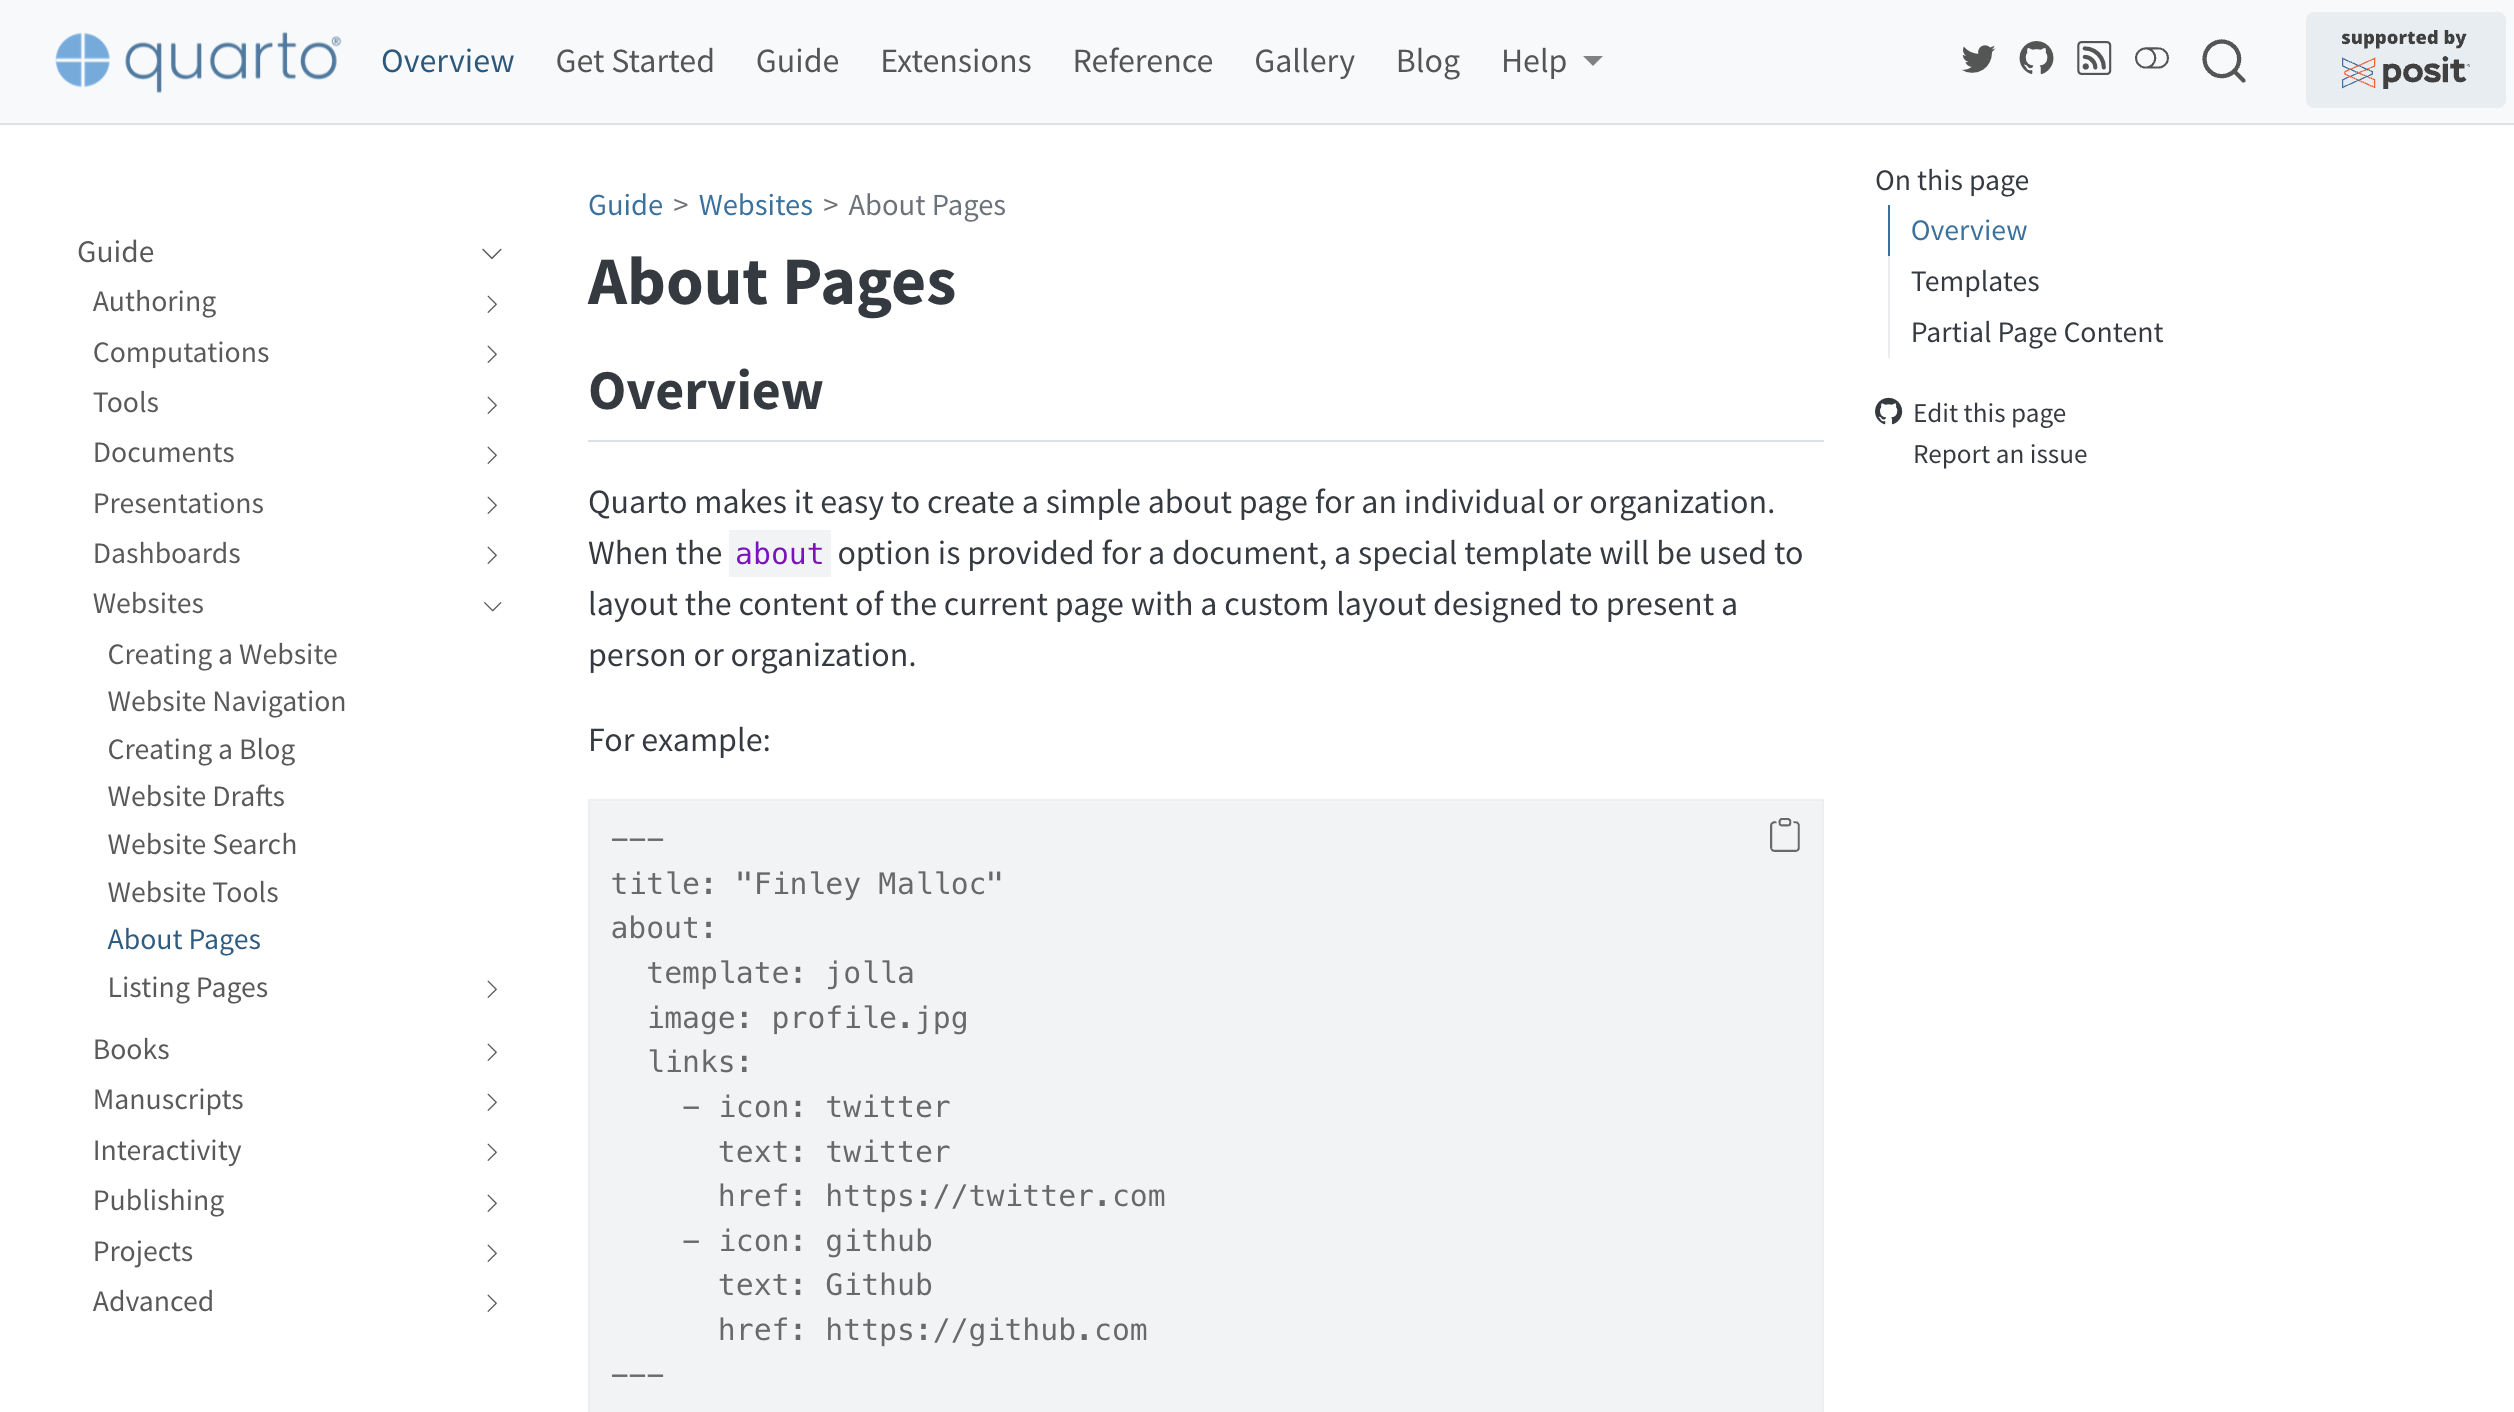 quarto®
Overview
Get Started
Guide
Extensions
Reference
Gallery
Blog
Help
supported by
posit
Guide
Authoring
Computations
Tools
Documents
Presentations
Dashboards
Websites
Creating a Website
Website Navigation
Creating a Blog
Website Drafts
Website Search
Website Tools
About Pages
Listing Pages
Books
Manuscripts
Interactivity
Publishing
Projects
Advanced
Guide > Websites > About Pages
About Pages
Overview
Quarto makes it easy to create a simple about page for an individual or organization.
When the about option is provided for a document, a special template will be used to
layout the content of the current page with a custom layout designed to present a
person or organization.
For example:
---
title: "Finley Malloc"
about:
  template: jolla
  image: profile.jpg
  links:
    - icon: twitter
      text: twitter
      href: https://twitter.com
    - icon: github
      text: Github
      href: https://github.com
---
On this page
Overview
Templates
Partial Page Content
Edit this page
Report an issue